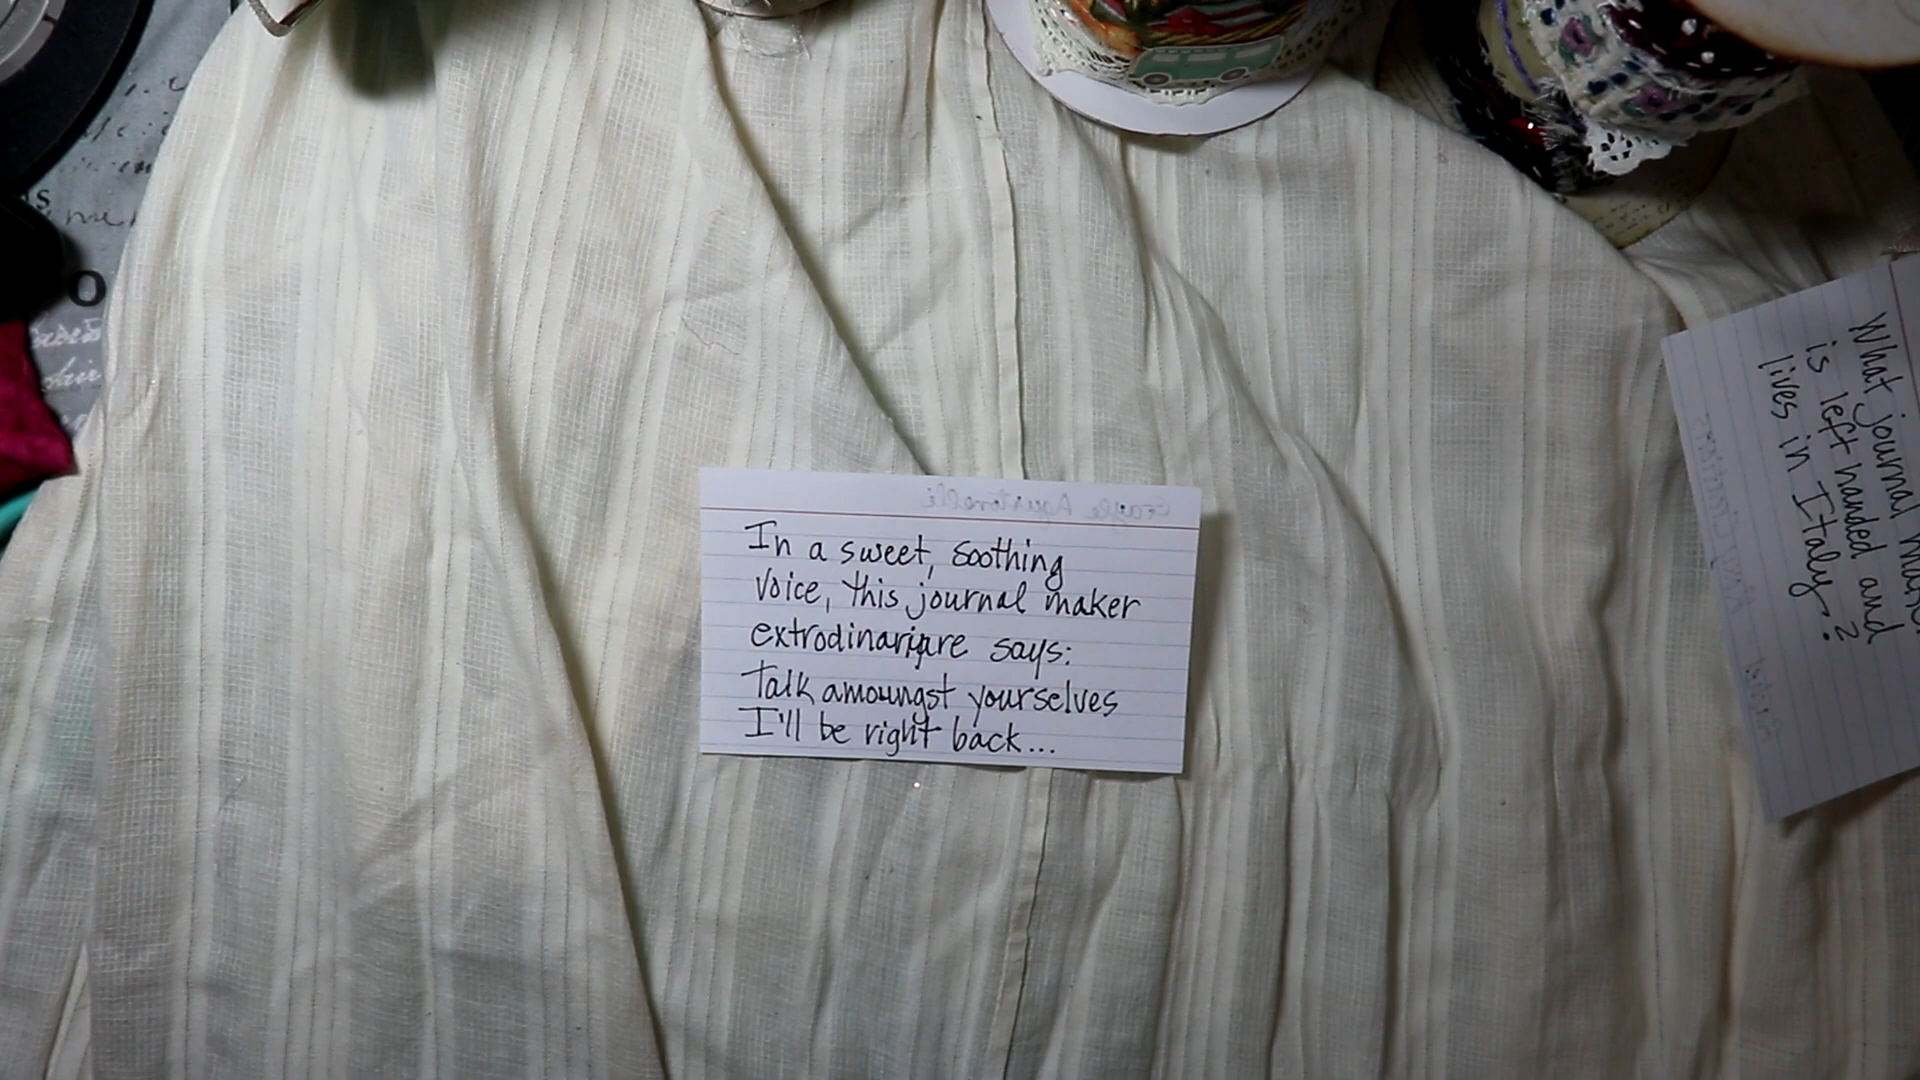 In a sweet, soothing
voice, this journal maker
extrodinariare says:
Talk amoungst yourselves
I'll be right back...
What journal
is left handed and
lives in Italy?